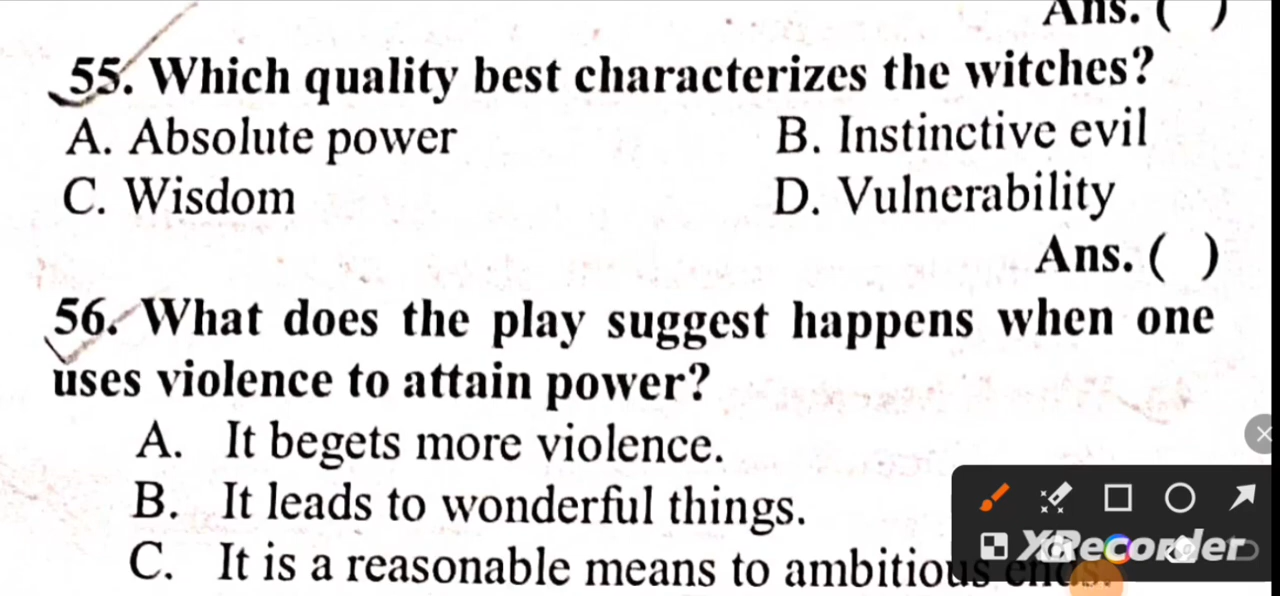 Ans. ( )
55. Which quality best characterizes the witches?
A. Absolute power B. Instinctive evil
C. Wisdom D. Vulnerability
Ans. ( )
56. What does the play suggest happens when one
uses violence to attain power?
A. It begets more violence.
B. It leads to wonderful things.
C. It is a reasonable means to ambitious ends.
XRecorder